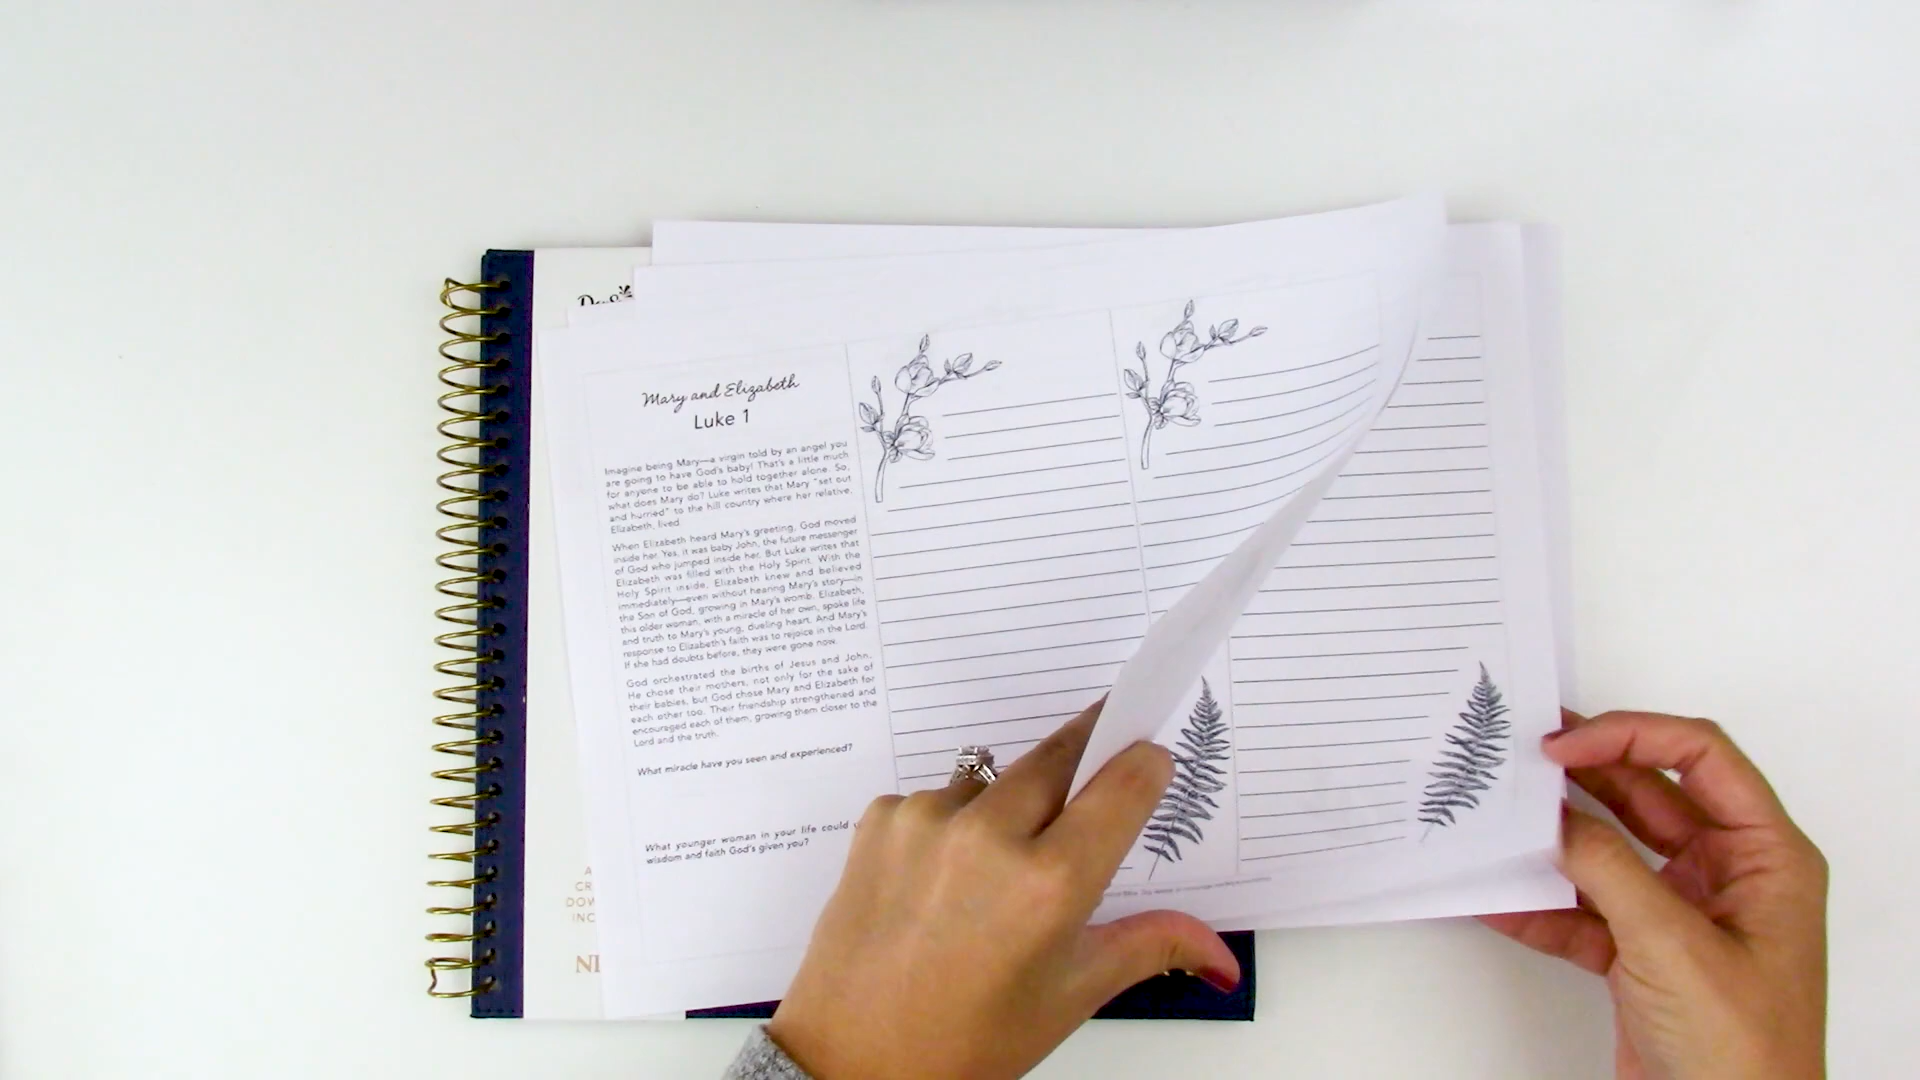 Mary and Elizabeth
Luke 1
Imagine being Mary—a virgin told by an angel you
are going to have God's baby! That's a little much
for anyone to be able to hold together alone. So,
what does Mary do? Luke writes that Mary "set out
and hurried" to the hill country where her relative,
Elizabeth, lived.
When Elizabeth heard Mary's greeting, God moved
inside her. Yes, it was baby John, the future messenger
of God who jumped inside her. But Luke writes that
Elizabeth was filled with the Holy Spirit. With the
Holy Spirit inside, Elizabeth knew and believed
immediately—even without hearing Mary's story—in
the Son of God, growing in Mary's womb. Elizabeth,
this older woman, with a miracle of her own, spoke life
and truth to Mary's young, dueling heart. And Mary's
response to Elizabeth's faith was to rejoice in the Lord.
If she had doubts before, they were gone now.
God orchestrated the births of Jesus and John.
He chose their mothers, not only for the sake of
their babies, but God chose Mary and Elizabeth for
each other too. Their friendship strengthened and
encouraged each of them, growing them closer to the
Lord and the truth.
What miracle have you seen and experienced?
What younger woman in your life could
wisdom and faith God's given you?
A
CR
DOW
INC